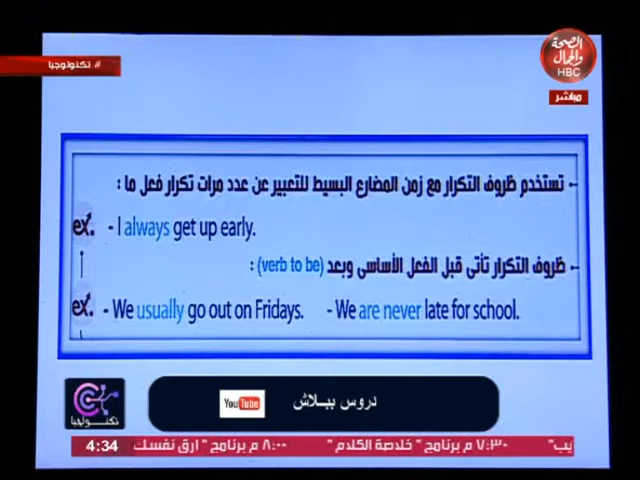 الصحة
والجمال
HBC
# تكنولوجيا
مباشر
- تستخدم ظروف التكرار مع زمن المضارع البسيط للتعبير عن عدد مرات تكرار فعل ما :
ex. - I always get up early.
- ظروف التكرار تأتى قبل الفعل الأساسى وبعد (verb to be) :
ex. - We usually go out on Fridays. - We are never late for school.
تكنولوجيا
دروس ببلاش
YouTube
يب" ٧:٣٠ م برنامج " خلاصة الكلام " ٨:٠٠ م برنامج " ارق نفسك
4:34